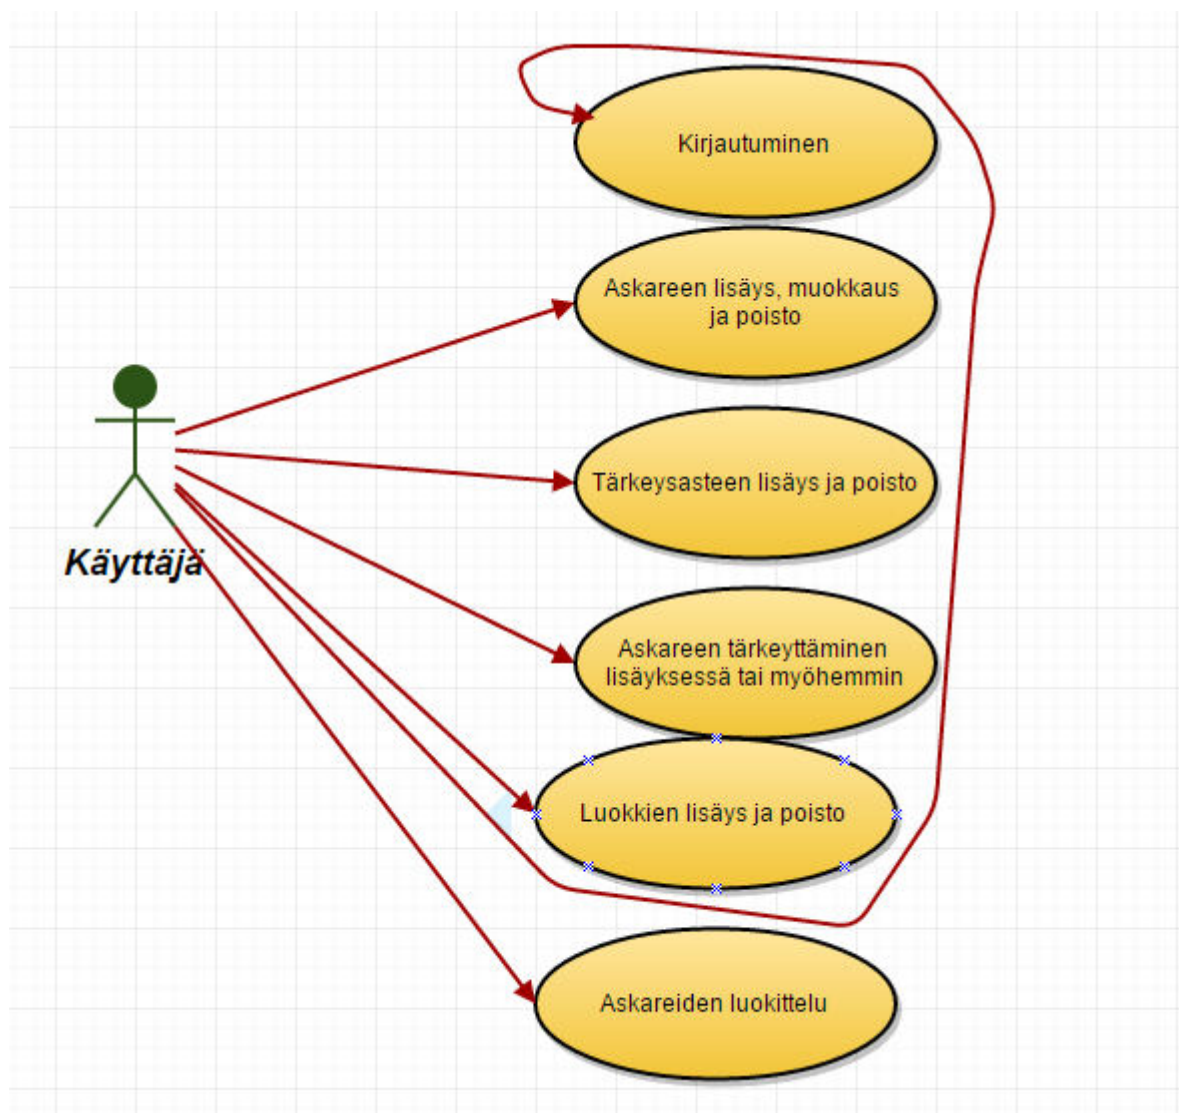 Kirjautuminen
Askareen lisäys, muokkaus
ja poisto
Tärkeysasteen lisäys ja poisto
Käyttäjä
Askareen tärkeyttäminen
lisäyksessä tai myöhemmin
Luokkien lisäys ja poisto
Askareiden luokittelu